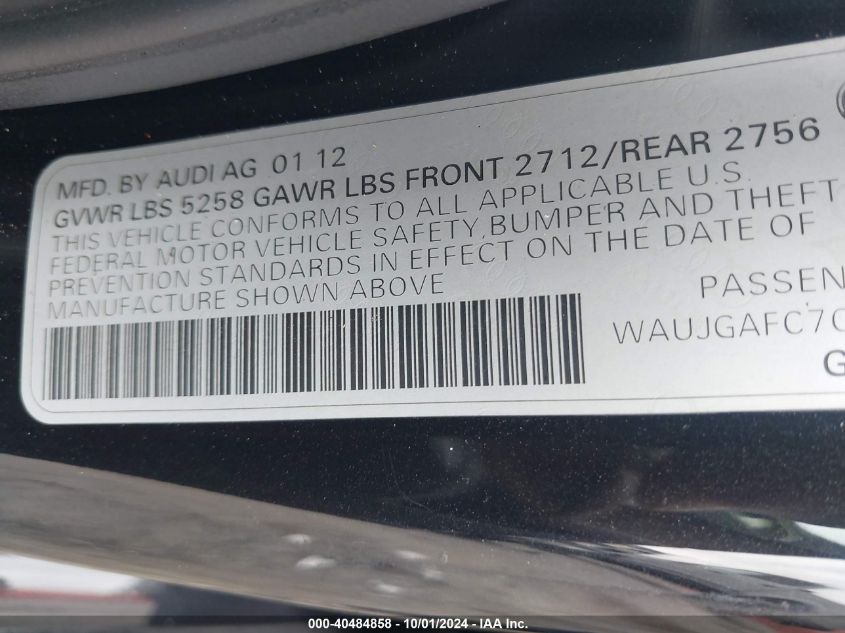 MFD. BY AUDI AG 01 12
GVWR LBS 5258 GAWR LBS FRONT 2712/REAR 2756
THIS VEHICLE CONFORMS TO ALL APPLICABLE U.S.
FEDERAL MOTOR VEHICLE SAFETY,BUMPER AND THEFT
PREVENTION STANDARDS IN EFFECT ON THE DATE OF
MANUFACTURE SHOWN ABOVE
PASSEN
WAUJGAFC7C
G
000-40484858 - 10/01/2024 - IAAI, Inc.